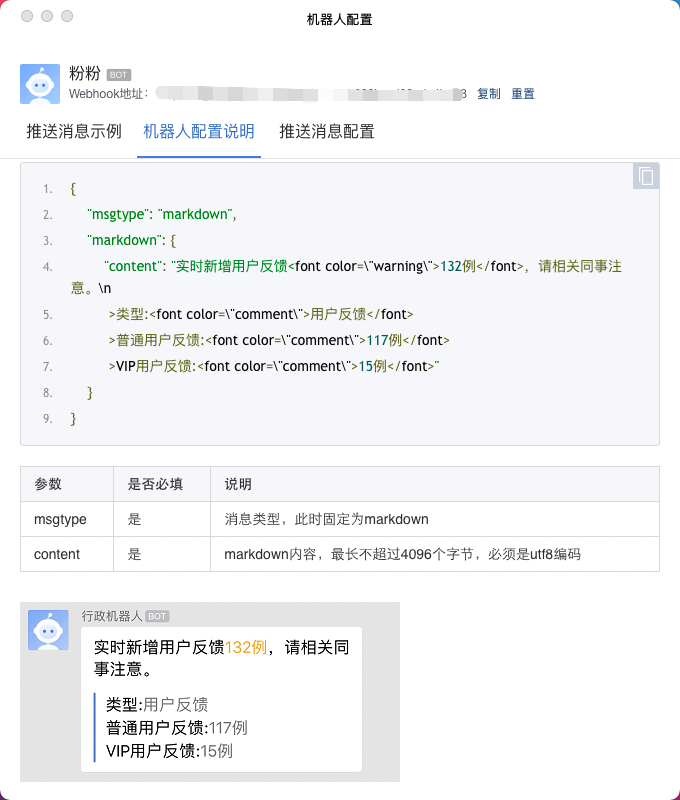 机器人配置
粉粉 BOT
Webhook地址： 复制 重置
推送消息示例 机器人配置说明 推送消息配置
1. {
2. "msgtype": "markdown",
3. "markdown": {
4. "content": "实时新增用户反馈<font color=\"warning\">132例</font>，请相关同事注
意。\n
5. >类型:<font color=\"comment\">用户反馈</font>
6. >普通用户反馈:<font color=\"comment\">117例</font>
7. >VIP用户反馈:<font color=\"comment\">15例</font>"
8. }
9. }
参数 是否必填 说明
msgtype 是 消息类型，此时固定为markdown
content 是 markdown内容，最长不超过4096个字节，必须是utf8编码
行政机器人 BOT
实时新增用户反馈132例，请相关同
事注意。
类型:用户反馈
普通用户反馈:117例
VIP用户反馈:15例